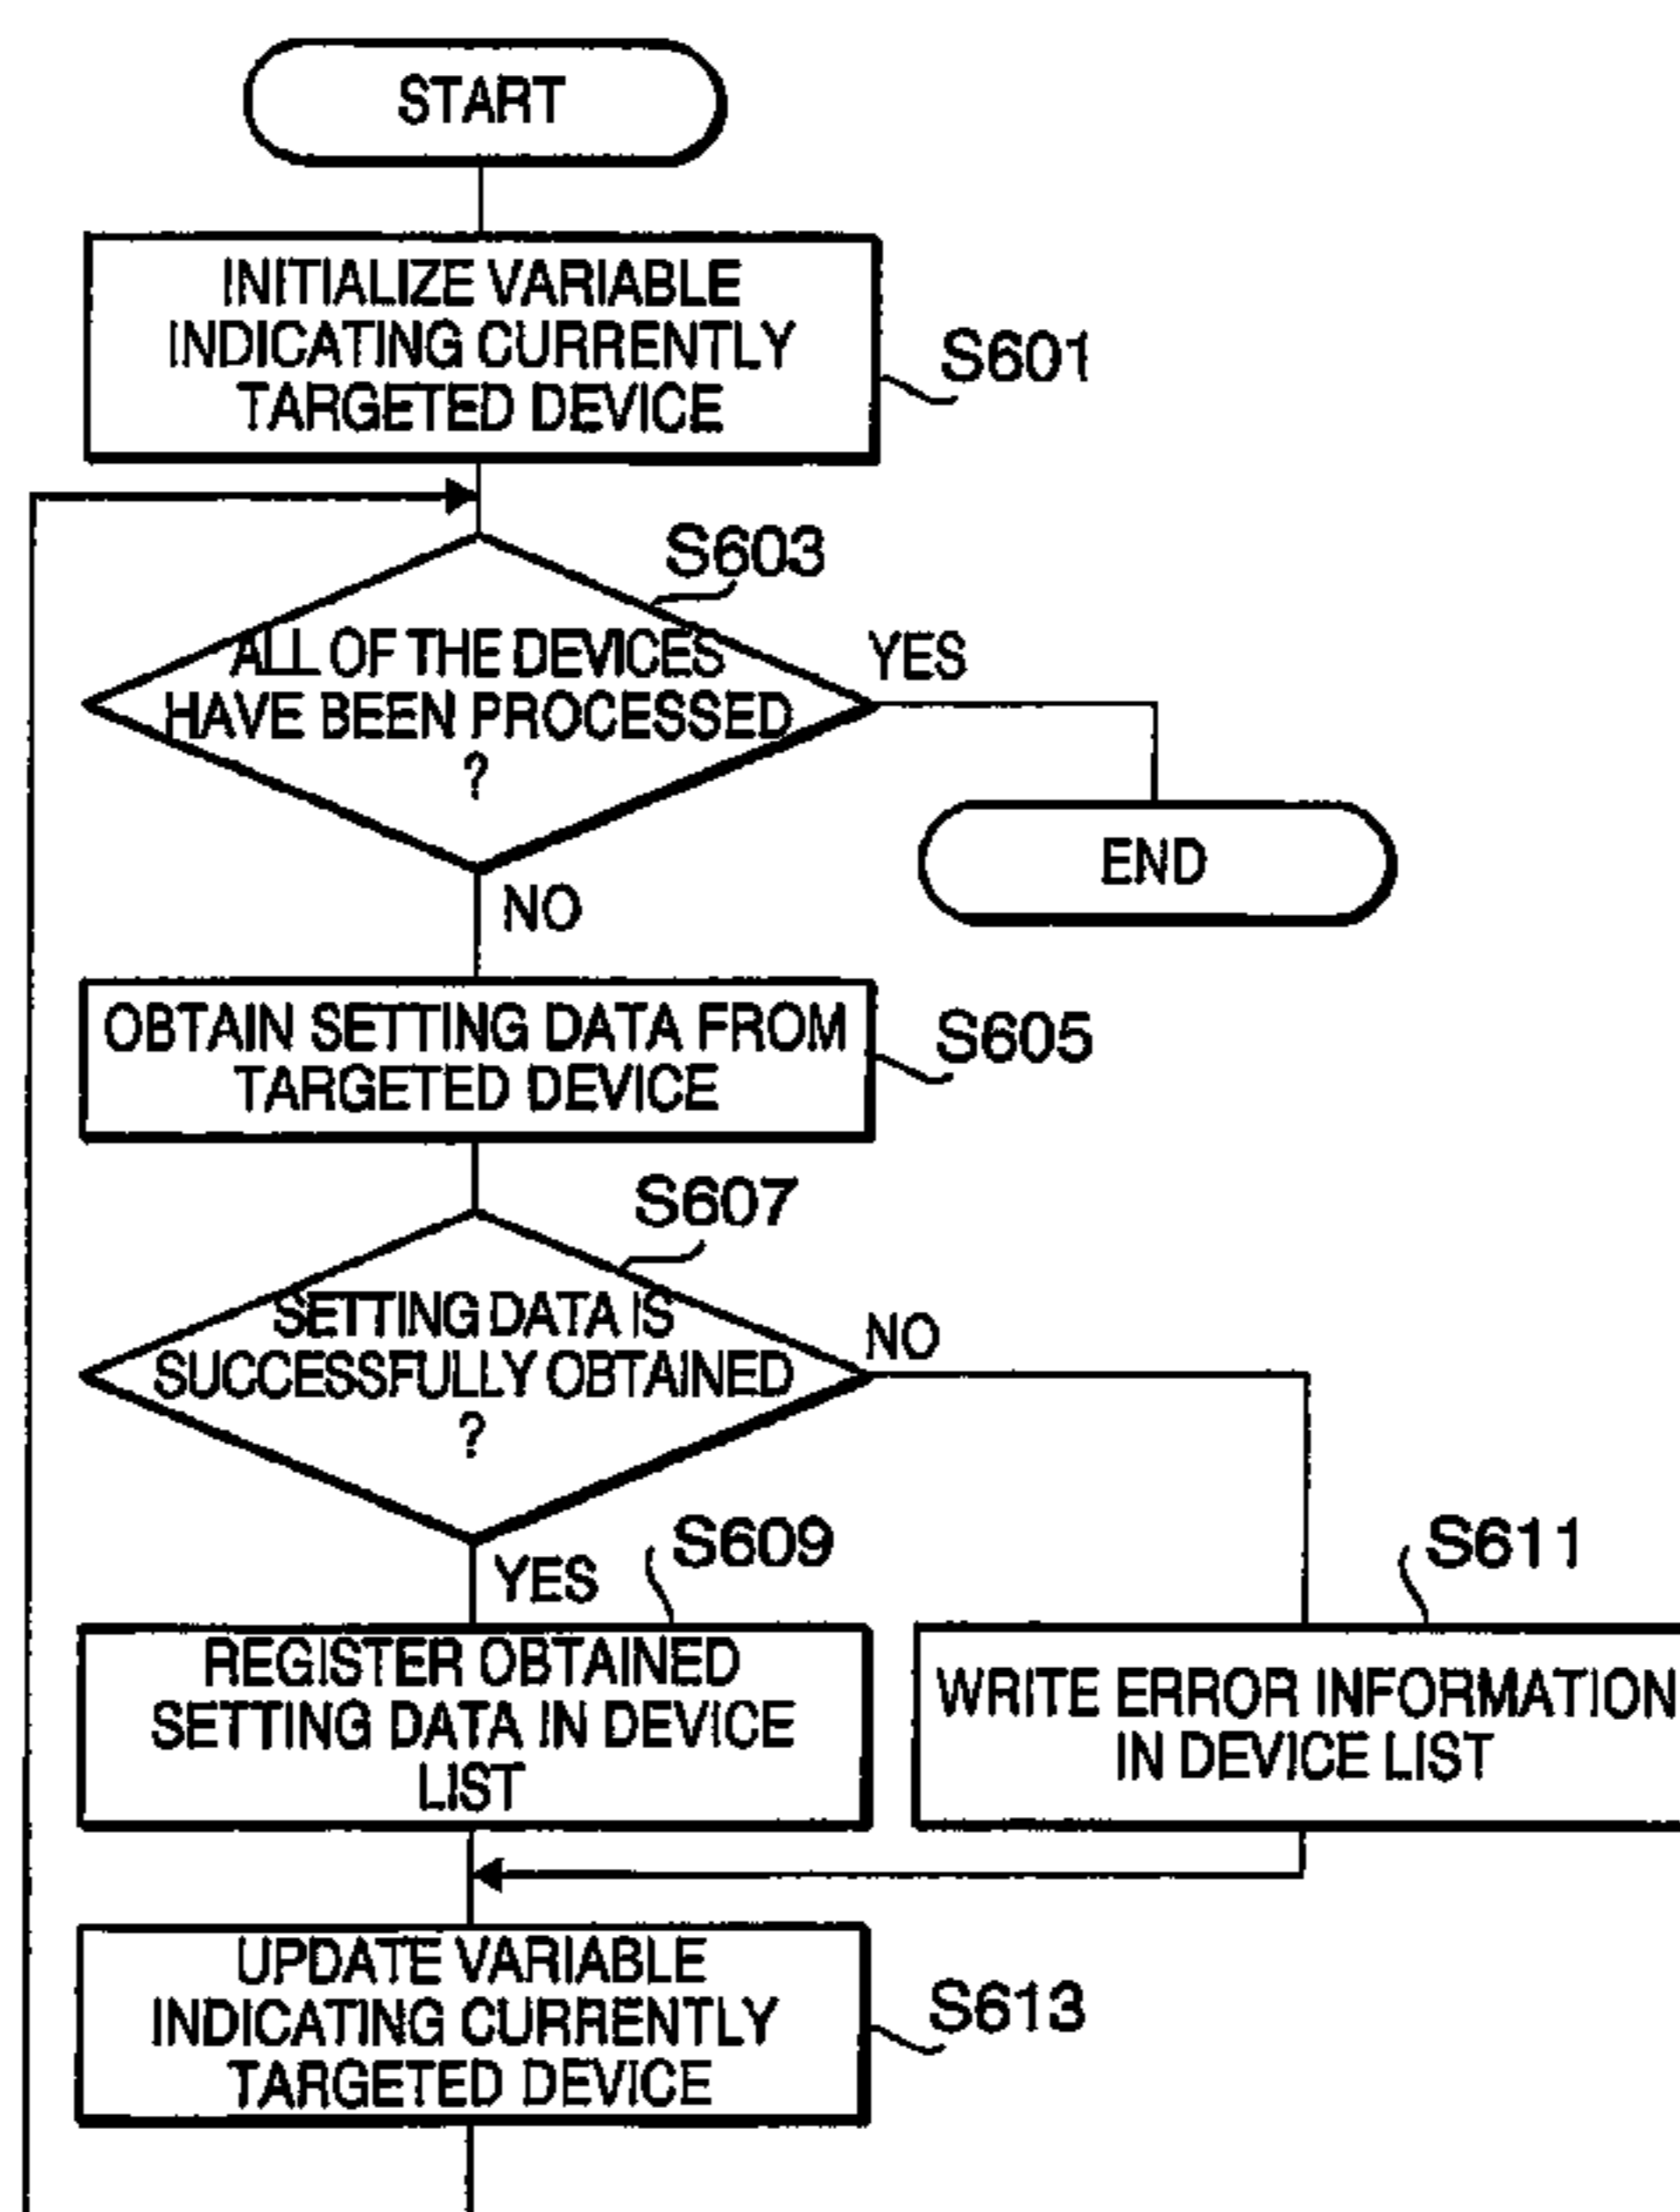 START
INITIALIZE VARIABLE
INDICATING CURRENTLY
TARGETED DEVICE
S601
S603
ALL OF THE DEVICES
HAVE BEEN PROCESSED
?
YES
END
NO
OBTAIN SETTING DATA FROM
TARGETED DEVICE
S605
S607
SETTING DATA IS
SUCCESSFULLY OBTAINED
?
NO
YES
S609
S611
REGISTER OBTAINED
SETTING DATA IN DEVICE
LIST
WRITE ERROR INFORMATION
IN DEVICE LIST
UPDATE VARIABLE
INDICATING CURRENTLY
TARGETED DEVICE
S613